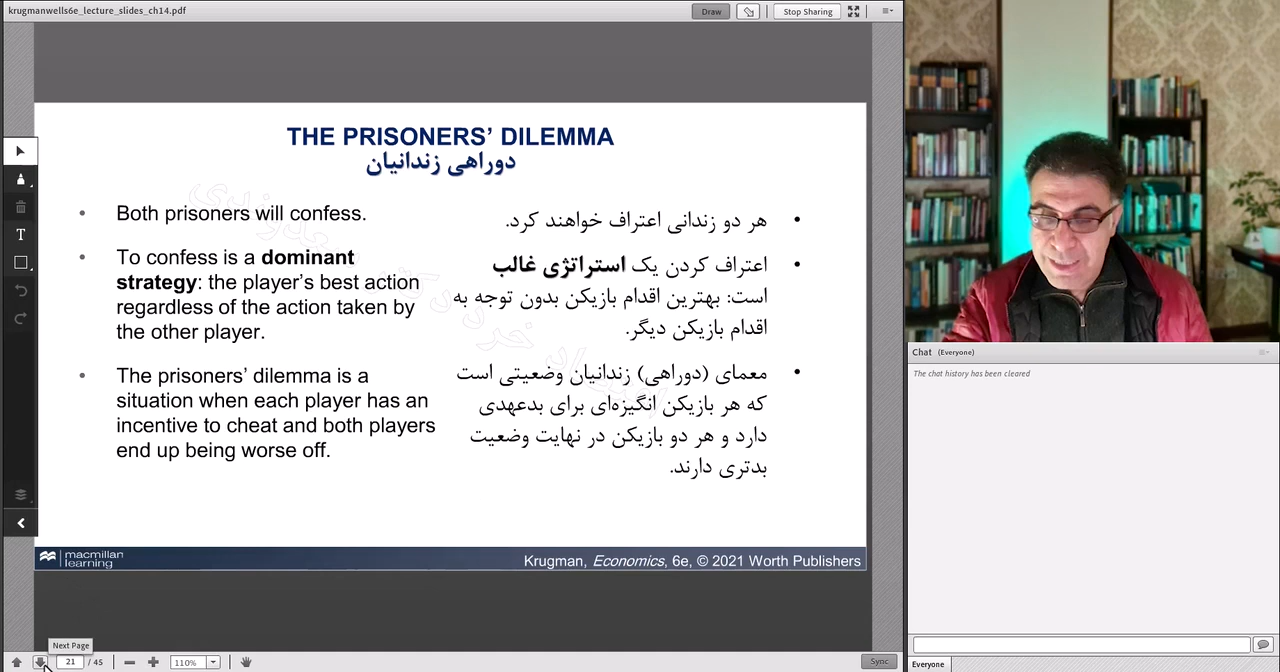 krugmanwells6e_lecture_slides_ch14.pdf
Draw
Stop Sharing
THE PRISONERS' DILEMMA
دوراهی زندانیان
• Both prisoners will confess.
• To confess is a dominant
strategy: the player's best action
regardless of the action taken by
the other player.
• The prisoners' dilemma is a
situation when each player has an
incentive to cheat and both players
end up being worse off.
• هر دو زندانی اعتراف خواهند کرد.
• اعتراف کردن یک استراتژی غالب
است: بهترین اقدام بازیکن بدون توجه به
اقدام بازیکن دیگر.
• معمای (دوراهی) زندانیان وضعیتی است
که هر بازیکن انگیزه‌ای برای بدعهدی
دارد و هر دو بازیکن در نهایت وضعیت
بدتری دارند.
macmillan
learning
Krugman, Economics, 6e, © 2021 Worth Publishers
T
Next Page
21 / 45
110%
Sync
Chat (Everyone)
The chat history has been cleared
Everyone